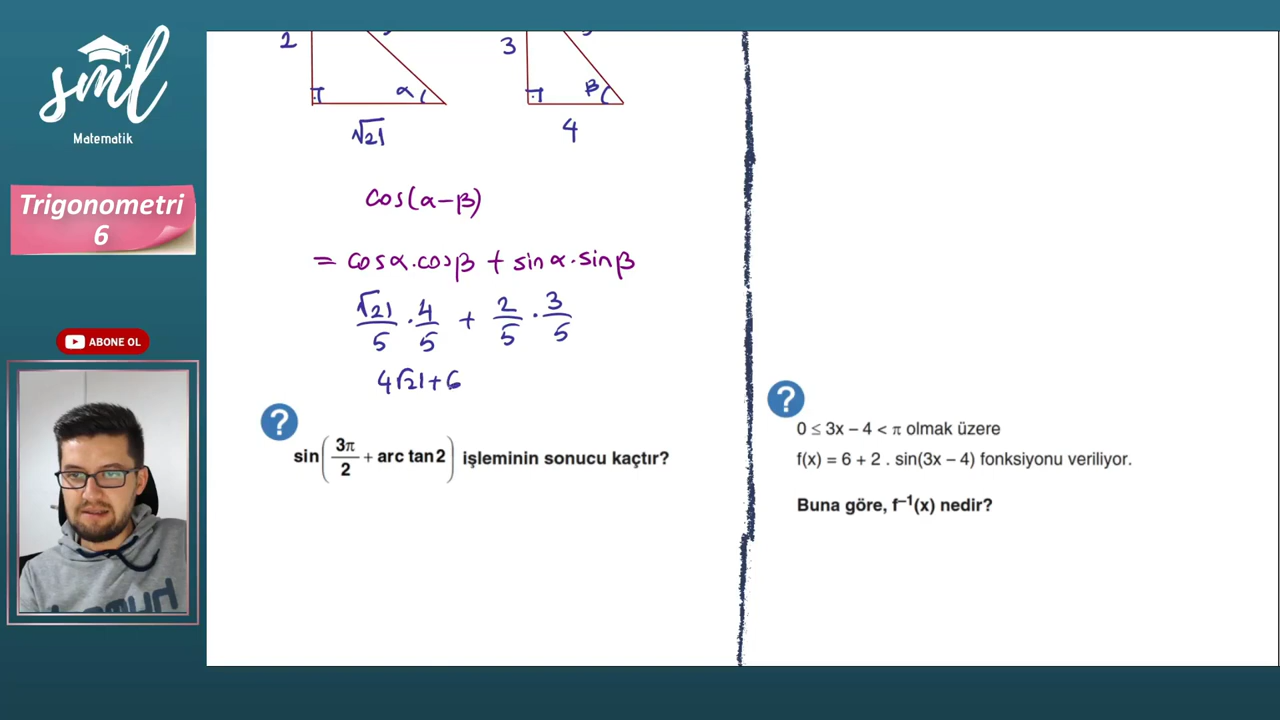 sml
Matematik
Trigonometri
6
ABONE OL
2
α
√21
3
β
4
cos(α-β)
= cosα.cosβ + sinα.sinβ
√21/5 . 4/5 + 2/5 . 3/5
4√21+6
?
sin(3π/2 + arc tan2) işleminin sonucu kaçtır?
?
0 ≤ 3x – 4 < π olmak üzere
f(x) = 6 + 2 . sin(3x – 4) fonksiyonu veriliyor.
Buna göre, f⁻¹(x) nedir?